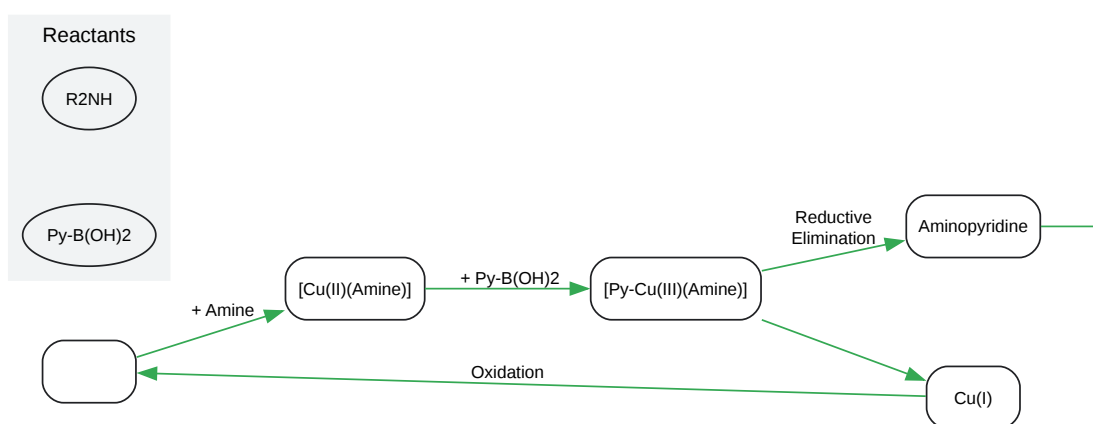 Reactants
R2NH
Py-B(OH)2
+ Amine
[Cu(II)(Amine)]
+ Py-B(OH)2
[Py-Cu(III)(Amine)]
Reductive
Elimination
Aminopyridine
Oxidation
Cu(I)